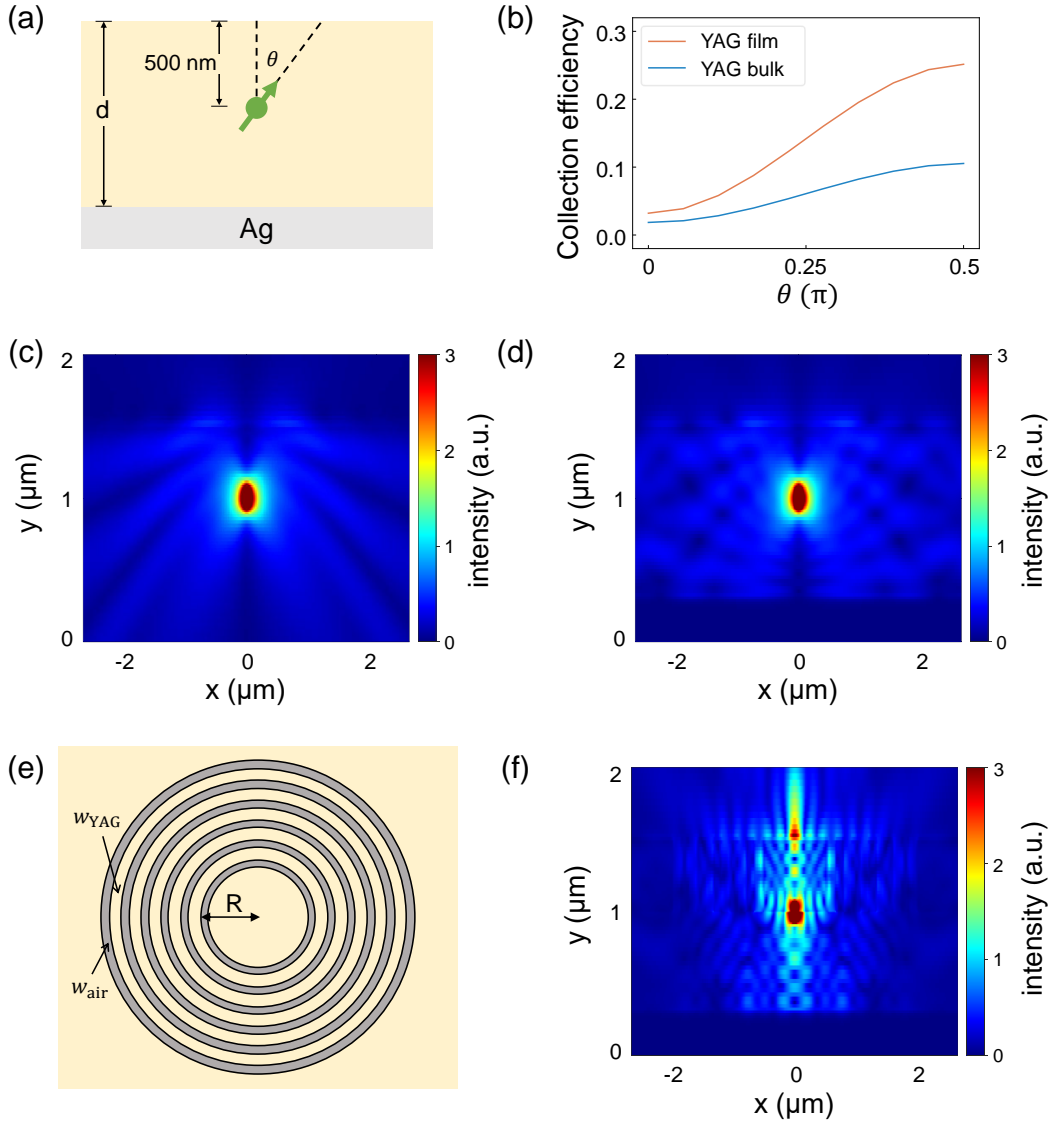 (a)
500 nm
θ
d
Ag
(b)
Collection efficiency
0.3
0.2
0.1
0.0
YAG film
YAG bulk
0
0.25
0.5
θ (π)
(c)
y (μm)
2
1
0
-2
0
2
x (μm)
3
2
1
0
intensity (a.u.)
(d)
y (μm)
2
1
0
-2
0
2
x (μm)
3
2
1
0
intensity (a.u.)
(e)
wYAG
R
wair
(f)
y (μm)
2
1
0
-2
0
2
x (μm)
3
2
1
0
intensity (a.u.)